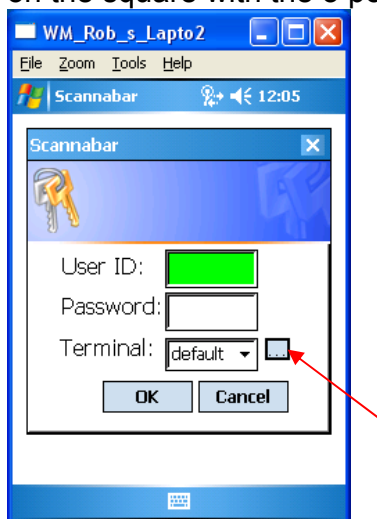 on the square with the 3 p
WM_Rob_s_Lapto2
File Zoom Tools Help
Scannabar 12:05
Scannabar
User ID:
Password:
Terminal: default ...
OK Cancel